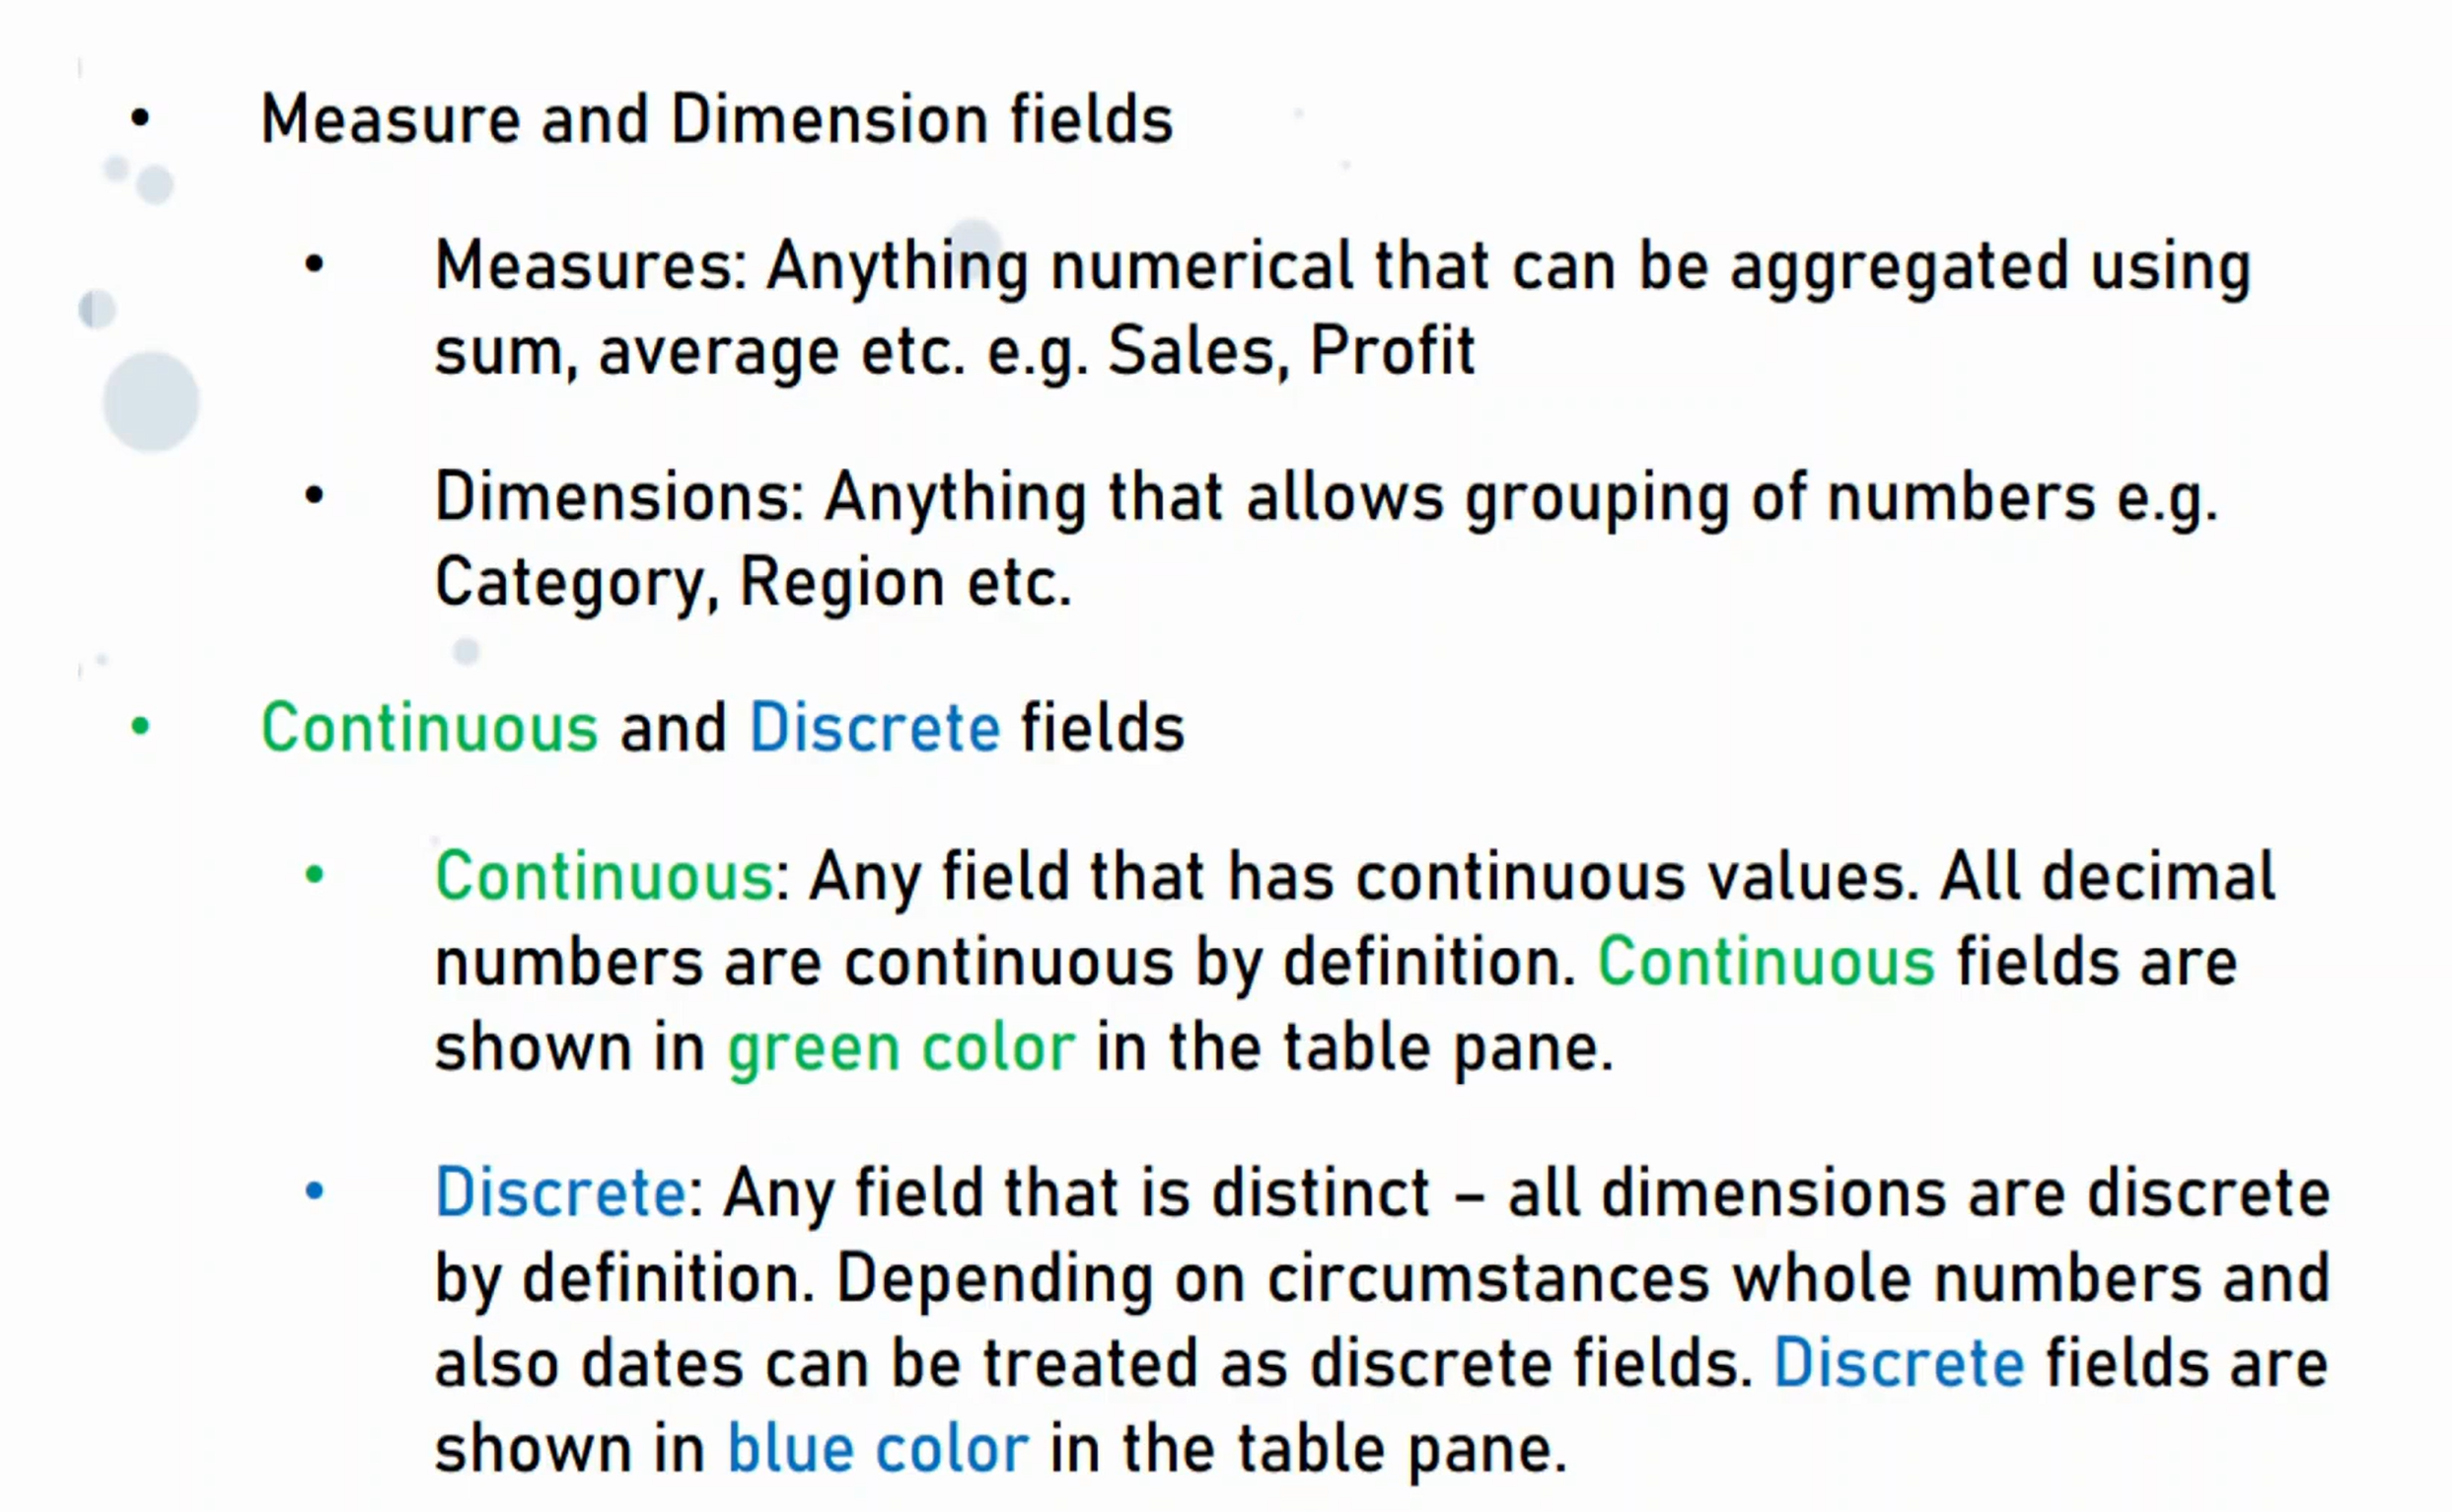 • Measure and Dimension fields
• Measures: Anything numerical that can be aggregated using
sum, average etc. e.g. Sales, Profit
• Dimensions: Anything that allows grouping of numbers e.g.
Category, Region etc.
• Continuous and Discrete fields
• Continuous: Any field that has continuous values. All decimal
numbers are continuous by definition. Continuous fields are
shown in green color in the table pane.
• Discrete: Any field that is distinct – all dimensions are discrete
by definition. Depending on circumstances whole numbers and
also dates can be treated as discrete fields. Discrete fields are
shown in blue color in the table pane.